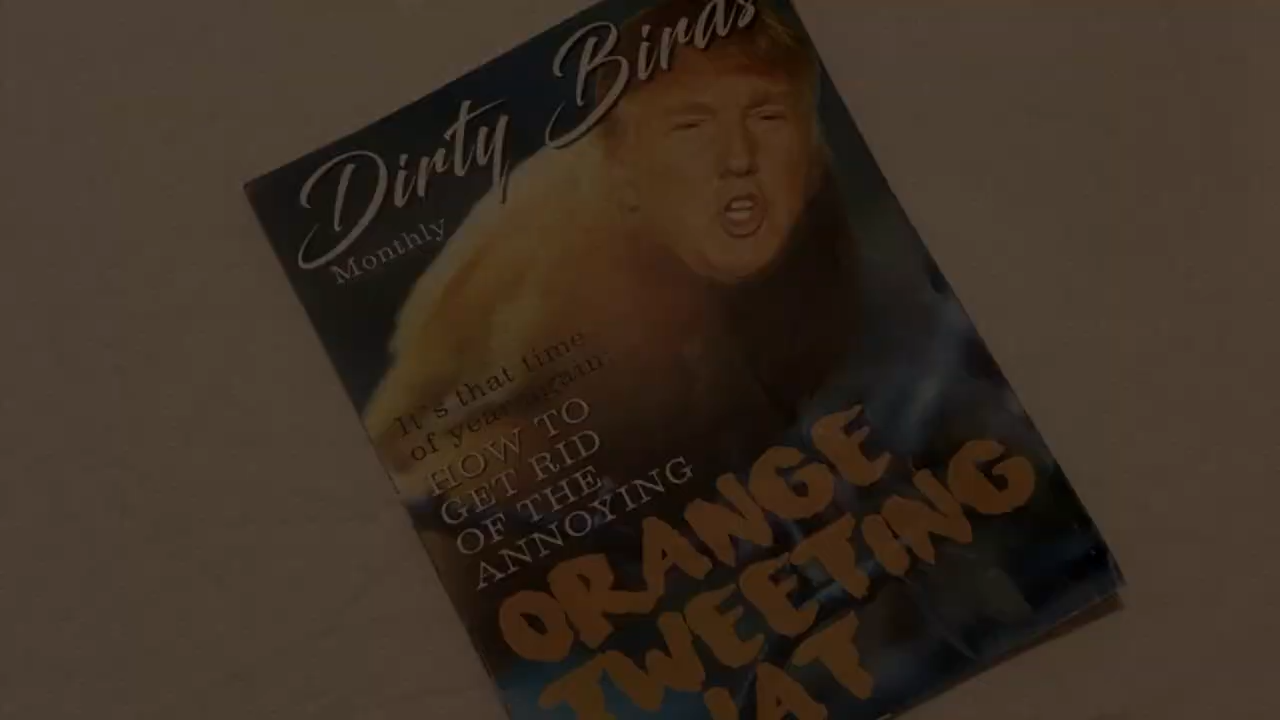 Dirty Birds
Monthly
It's that time
of year again
HOW TO
GET RID
OF THE
ANNOYING
ORANGE
TWEETING